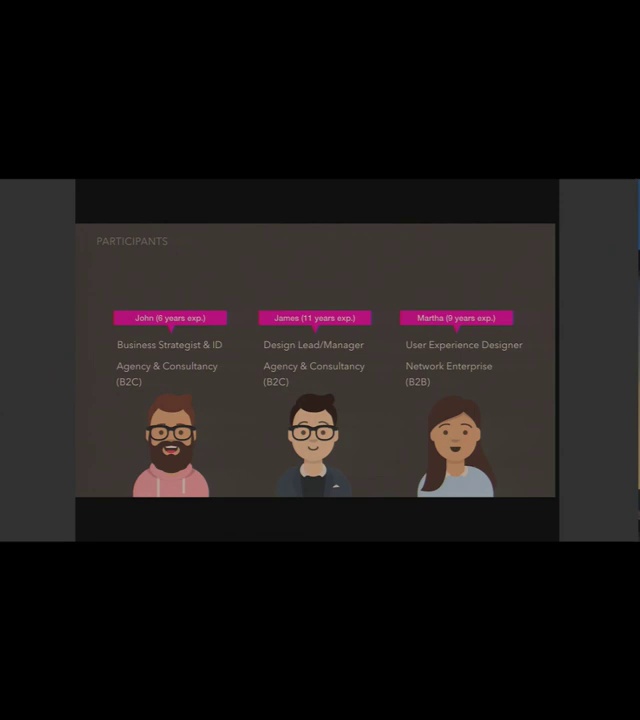 PARTICIPANTS
John (6 years exp.)
Business Strategist & ID
Agency & Consultancy
(B2C)
James (11 years exp.)
Design Lead/Manager
Agency & Consultancy
(B2C)
Martha (9 years exp.)
User Experience Designer
Network Enterprise
(B2B)